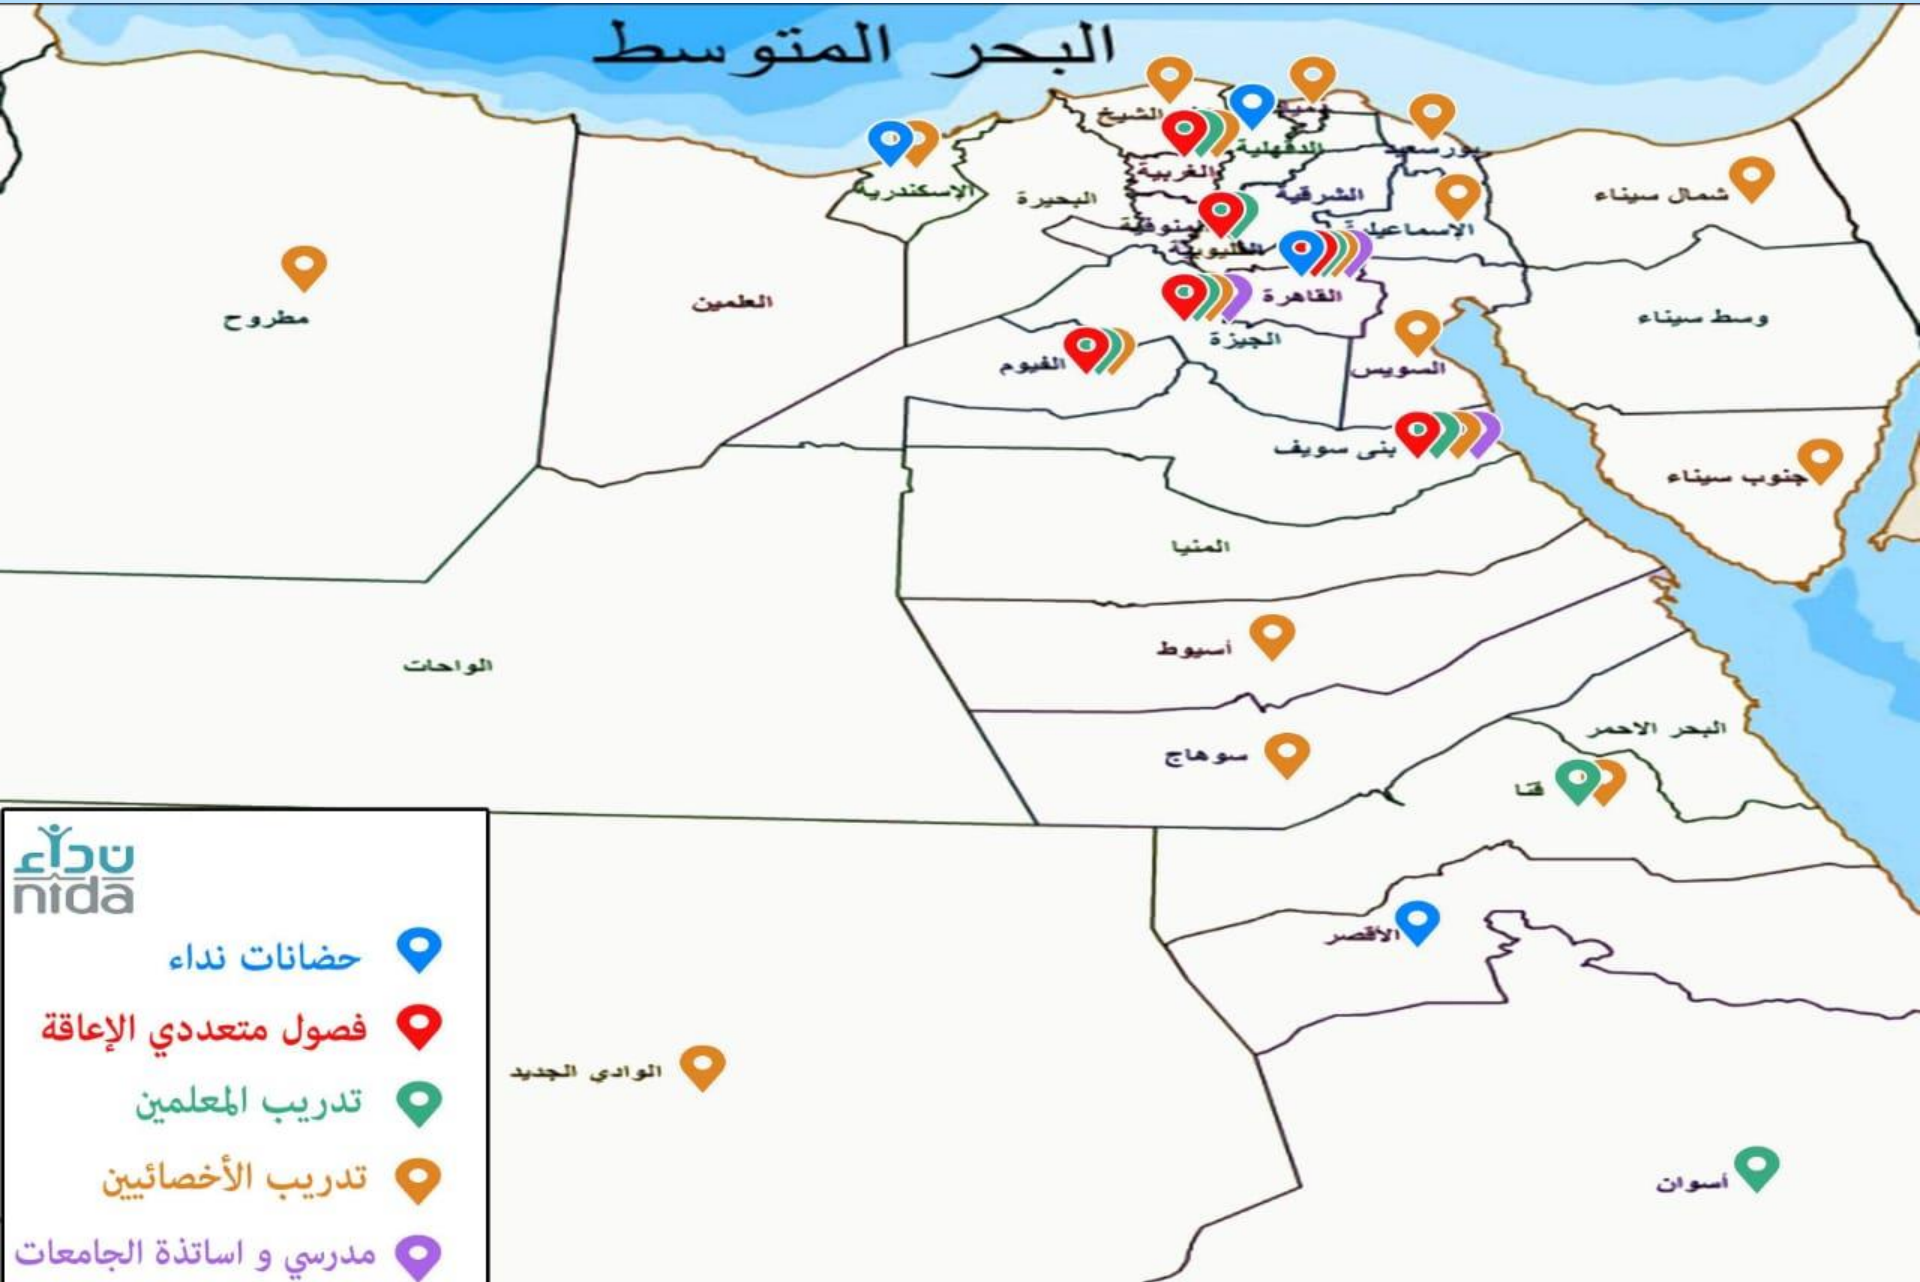 البحر المتوسط
الشيخ
الدقهلية
بورسعيد
الغربية
الإسكندرية
البحيرة
الشرقية
شمال سيناء
المنوفية
الإسماعيلية
القليوبية
القاهرة
العلمين
مطروح
وسط سيناء
الجيزة
الفيوم
السويس
بنى سويف
جنوب سيناء
المنيا
أسيوط
الواحات
البحر الاحمر
سوهاج
قنا
الأقصر
الوادي الجديد
أسوان
نداء
nida
حضانات نداء
فصول متعددي الإعاقة
تدريب المعلمين
تدريب الأخصائيين
مدرسي و اساتذة الجامعات